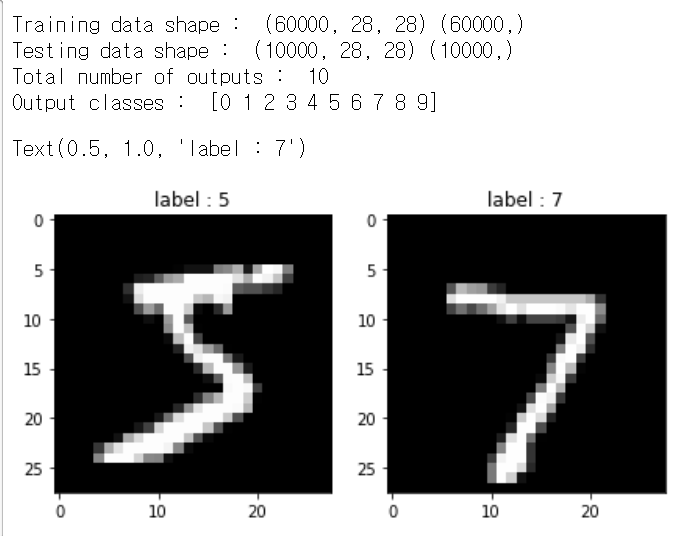 Training data shape :  (60000, 28, 28) (60000,)
Testing data shape :  (10000, 28, 28) (10000,)
Total number of outputs :  10
Output classes :  [0 1 2 3 4 5 6 7 8 9]
Text(0.5, 1.0, 'label : 7')
label : 5
0
5
10
15
20
25
0 10 20
5
label : 7
0
5
10
15
20
25
0 10 20
7